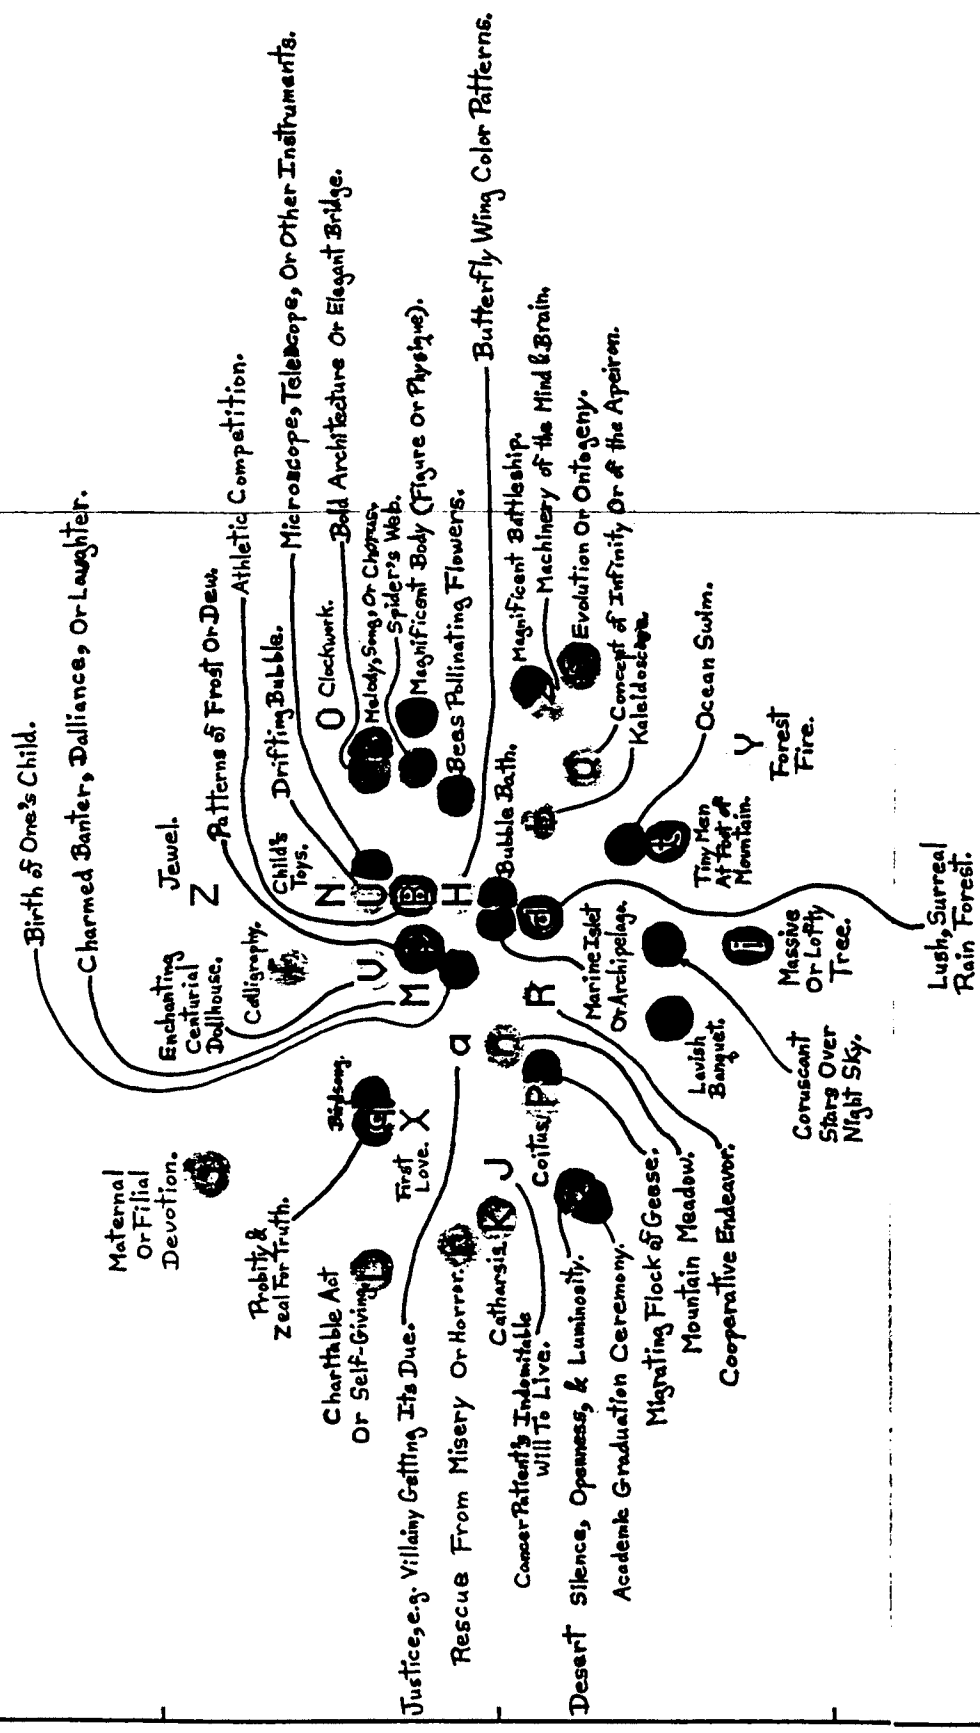 Birth of One's Child.
Charmed Banter, Dalliance, Or Laughter.
Jewel.
Z
Patterns of Frost Or Dew.
Athletic Competition.
Enchanting
Centurial
Dollhouse.
Calligraphy.
Child's
Toys.
Drifting Bubble.
Microscope, Telescope, Or Other Instruments.
N
O Clockwork.
Bold Architecture Or Elegant Bridge.
Melody, Song, Or Chorus.
Spider's Web.
Magnificent Body (Figure Or Physique).
Bees Pollinating Flowers.
Butterfly Wing Color Patterns.
U
V
M
B
H
Maternal
Or Filial
Devotion.
Probity &
Zeal For Truth.
Birdsong.
q
X
First
Love.
Charitable Act
Or Self-Giving.
L
Justice, e.g. Villainy Getting Its Due.
a
Rescue From Misery Or Horror.
h
Catharsis.
K
J
Cancer Patient's Indomitable
Will To Live.
Coitus.
P
R
Bubble Bath.
Magnificent Battleship.
Machinery of the Mind & Brain.
Evolution Or Ontogeny.
Concept of Infinity Or of the Apeiron.
Kaleidoscope.
Ocean Swim.
d
Marine Islet
Or Archipelago.
t
Tiny Men
At Foot of
Mountain.
Y
Forest
Fire.
i
Massive
Or Lofty
Tree.
Lavish
Banquet.
Coruscant
Stars Over
Night Sky.
Lush, Surreal
Rain Forest.
Desert Silence, Openness, & Luminosity.
Academic Graduation Ceremony.
Migrating Flock of Geese.
Mountain Meadow.
Cooperative Endeavor.